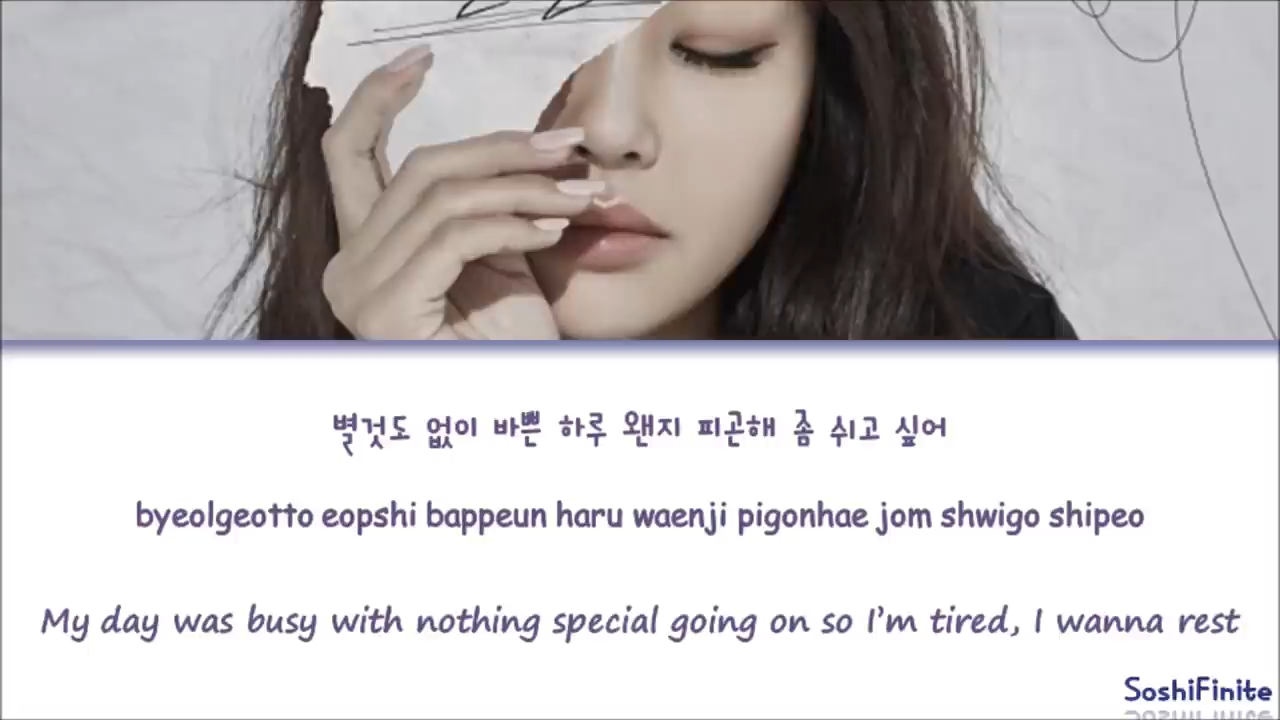 별것도 없이 바쁜 하루 왠지 피곤해 좀 쉬고 싶어
byeolgeotto eopshi bappeun haru waenji pigonhae jom shwigo shipeo
My day was busy with nothing special going on so I'm tired, I wanna rest
SoshiFinite